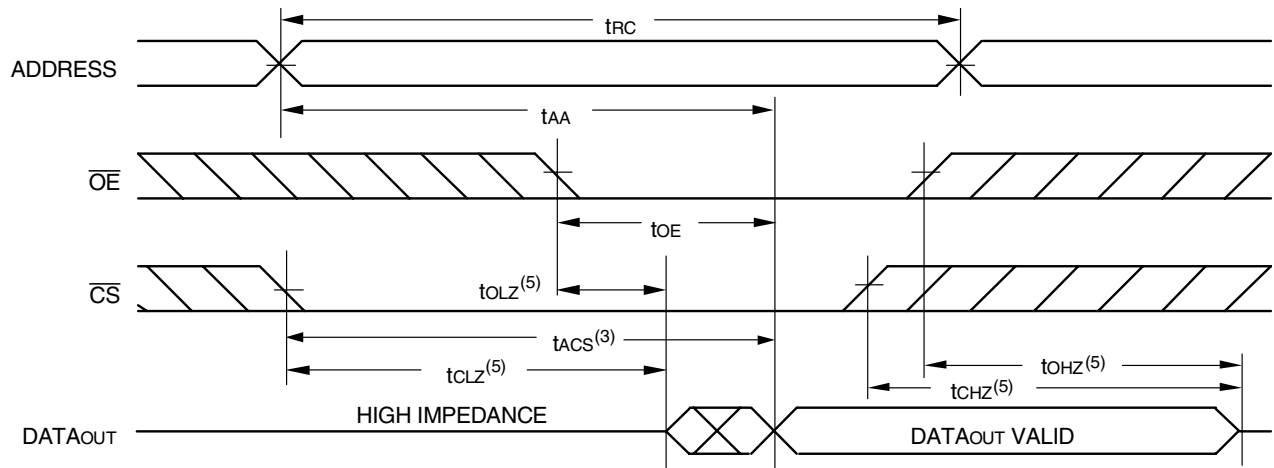 tRC
ADDRESS
tAA
OE
tOE
CS
tOLZ(5)
tACS(3)
tCLZ(5)
tOHZ(5)
tCHZ(5)
HIGH IMPEDANCE
DATAOUT
DATAOUT VALID